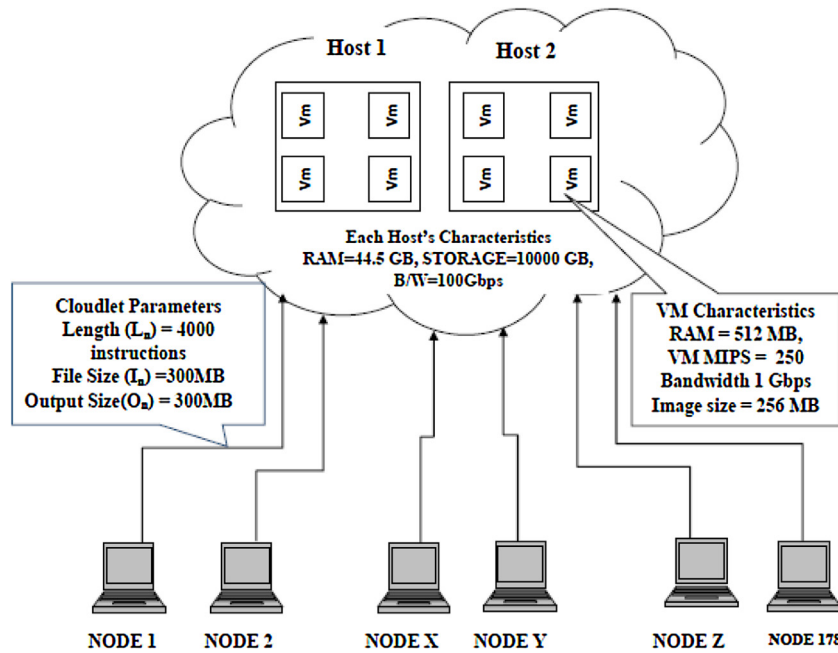 Host 1
Host 2
Vm
Vm
Vm
Vm
Vm
Vm
Vm
Vm
Each Host's Characteristics
RAM=44.5 GB, STORAGE=10000 GB,
B/W=100Gbps
Cloudlet Parameters
Length (Lₙ) = 4000
instructions
File Size (Iₙ) =300MB
Output Size(Oₙ) = 300MB
VM Characteristics
RAM = 512 MB,
VM MIPS = 250
Bandwidth 1 Gbps
Image size = 256 MB
NODE 1
NODE 2
NODE X
NODE Y
NODE Z
NODE 178